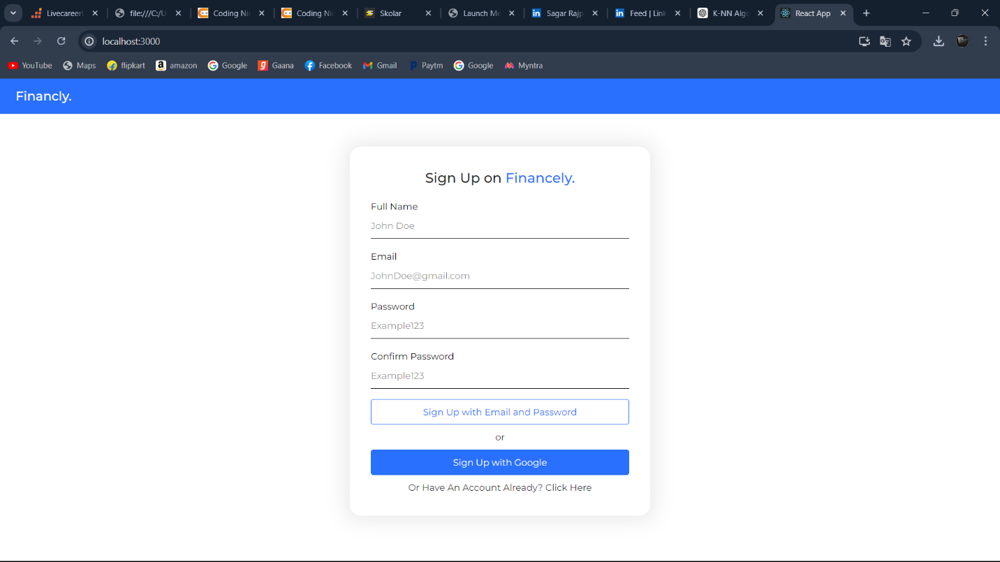 Livecareer
file:///C:/U
Coding Nin
Coding Nin
Skolar
Launch Me
Sagar Rajp
Feed | Link
K-NN Algo
React App
localhost:3000
YouTube
Maps
flipkart
amazon
Google
Gaana
Facebook
Gmail
Paytm
Google
Myntra
Financly.
Sign Up on Financely.
Full Name
John Doe
Email
JohnDoe@gmail.com
Password
Example123
Confirm Password
Example123
Sign Up with Email and Password
or
Sign Up with Google
Or Have An Account Already? Click Here